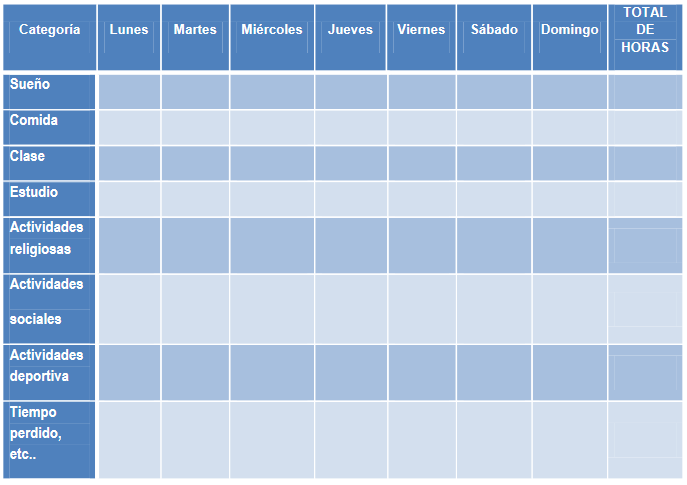 Categoría Lunes Martes Miércoles Jueves Viernes Sábado Domingo TOTAL DE HORAS
Sueño
Comida
Clase
Estudio
Actividades
religiosas
Actividades
sociales
Actividades
deportiva
Tiempo
perdido,
etc..